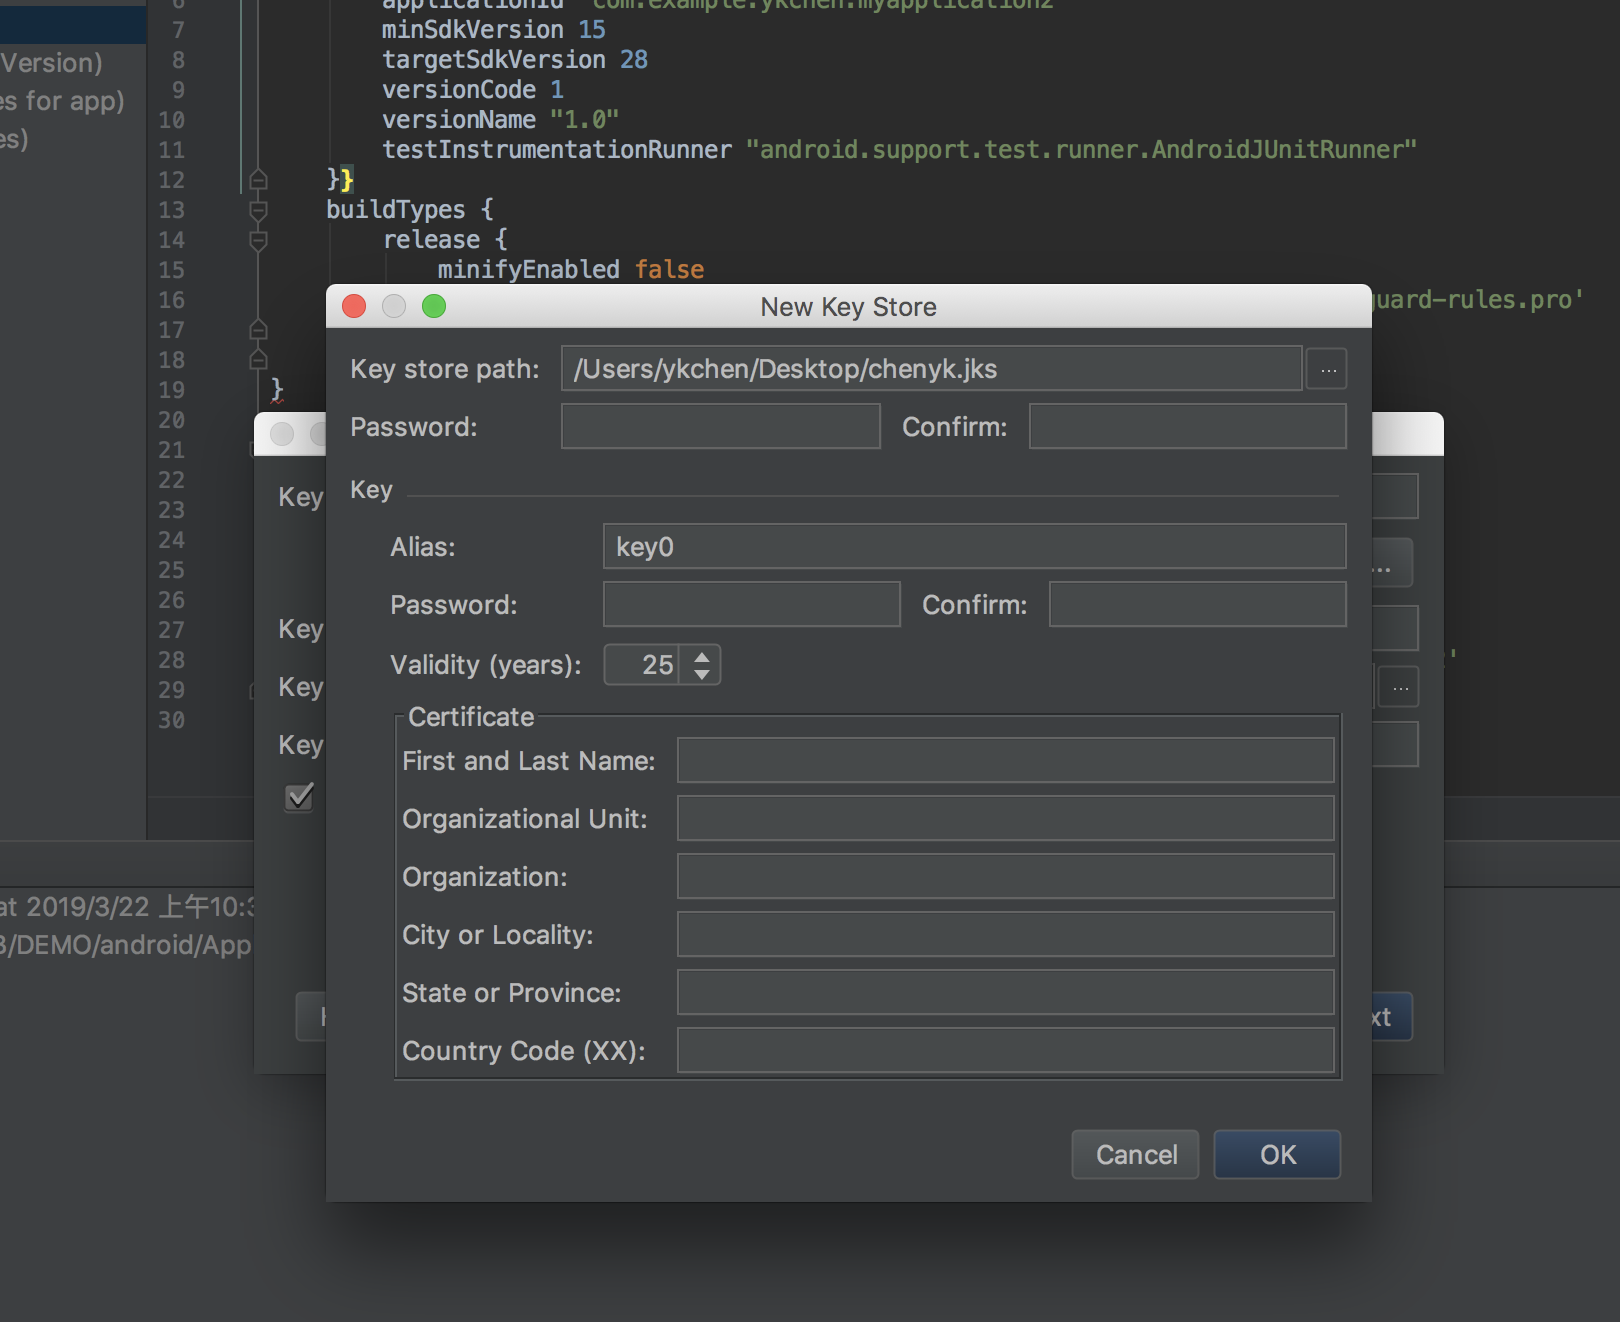 6 applicationId "com.example.ykchen.myapplication2"
7 minSdkVersion 15
Version) 8 targetSdkVersion 28
es for app) 9 versionCode 1
10 versionName "1.0"
es) 11 testInstrumentationRunner "android.support.test.runner.AndroidJUnitRunner"
12 }}
13 buildTypes {
14 release {
15 minifyEnabled false
16 guard-rules.pro'
17
18
19 }
20
21
22
23
24
25
26
27
28 '
29
30
New Key Store
Key store path: /Users/ykchen/Desktop/chenyk.jks ...
Password: Confirm:
Key
Alias: key0
Password: Confirm:
Validity (years): 25
Certificate
First and Last Name:
Organizational Unit:
Organization:
City or Locality:
State or Province:
Country Code (XX):
Cancel OK
Key
...
Key
Key ...
Key
xt
at 2019/3/22 上午10:3
3/DEMO/android/App